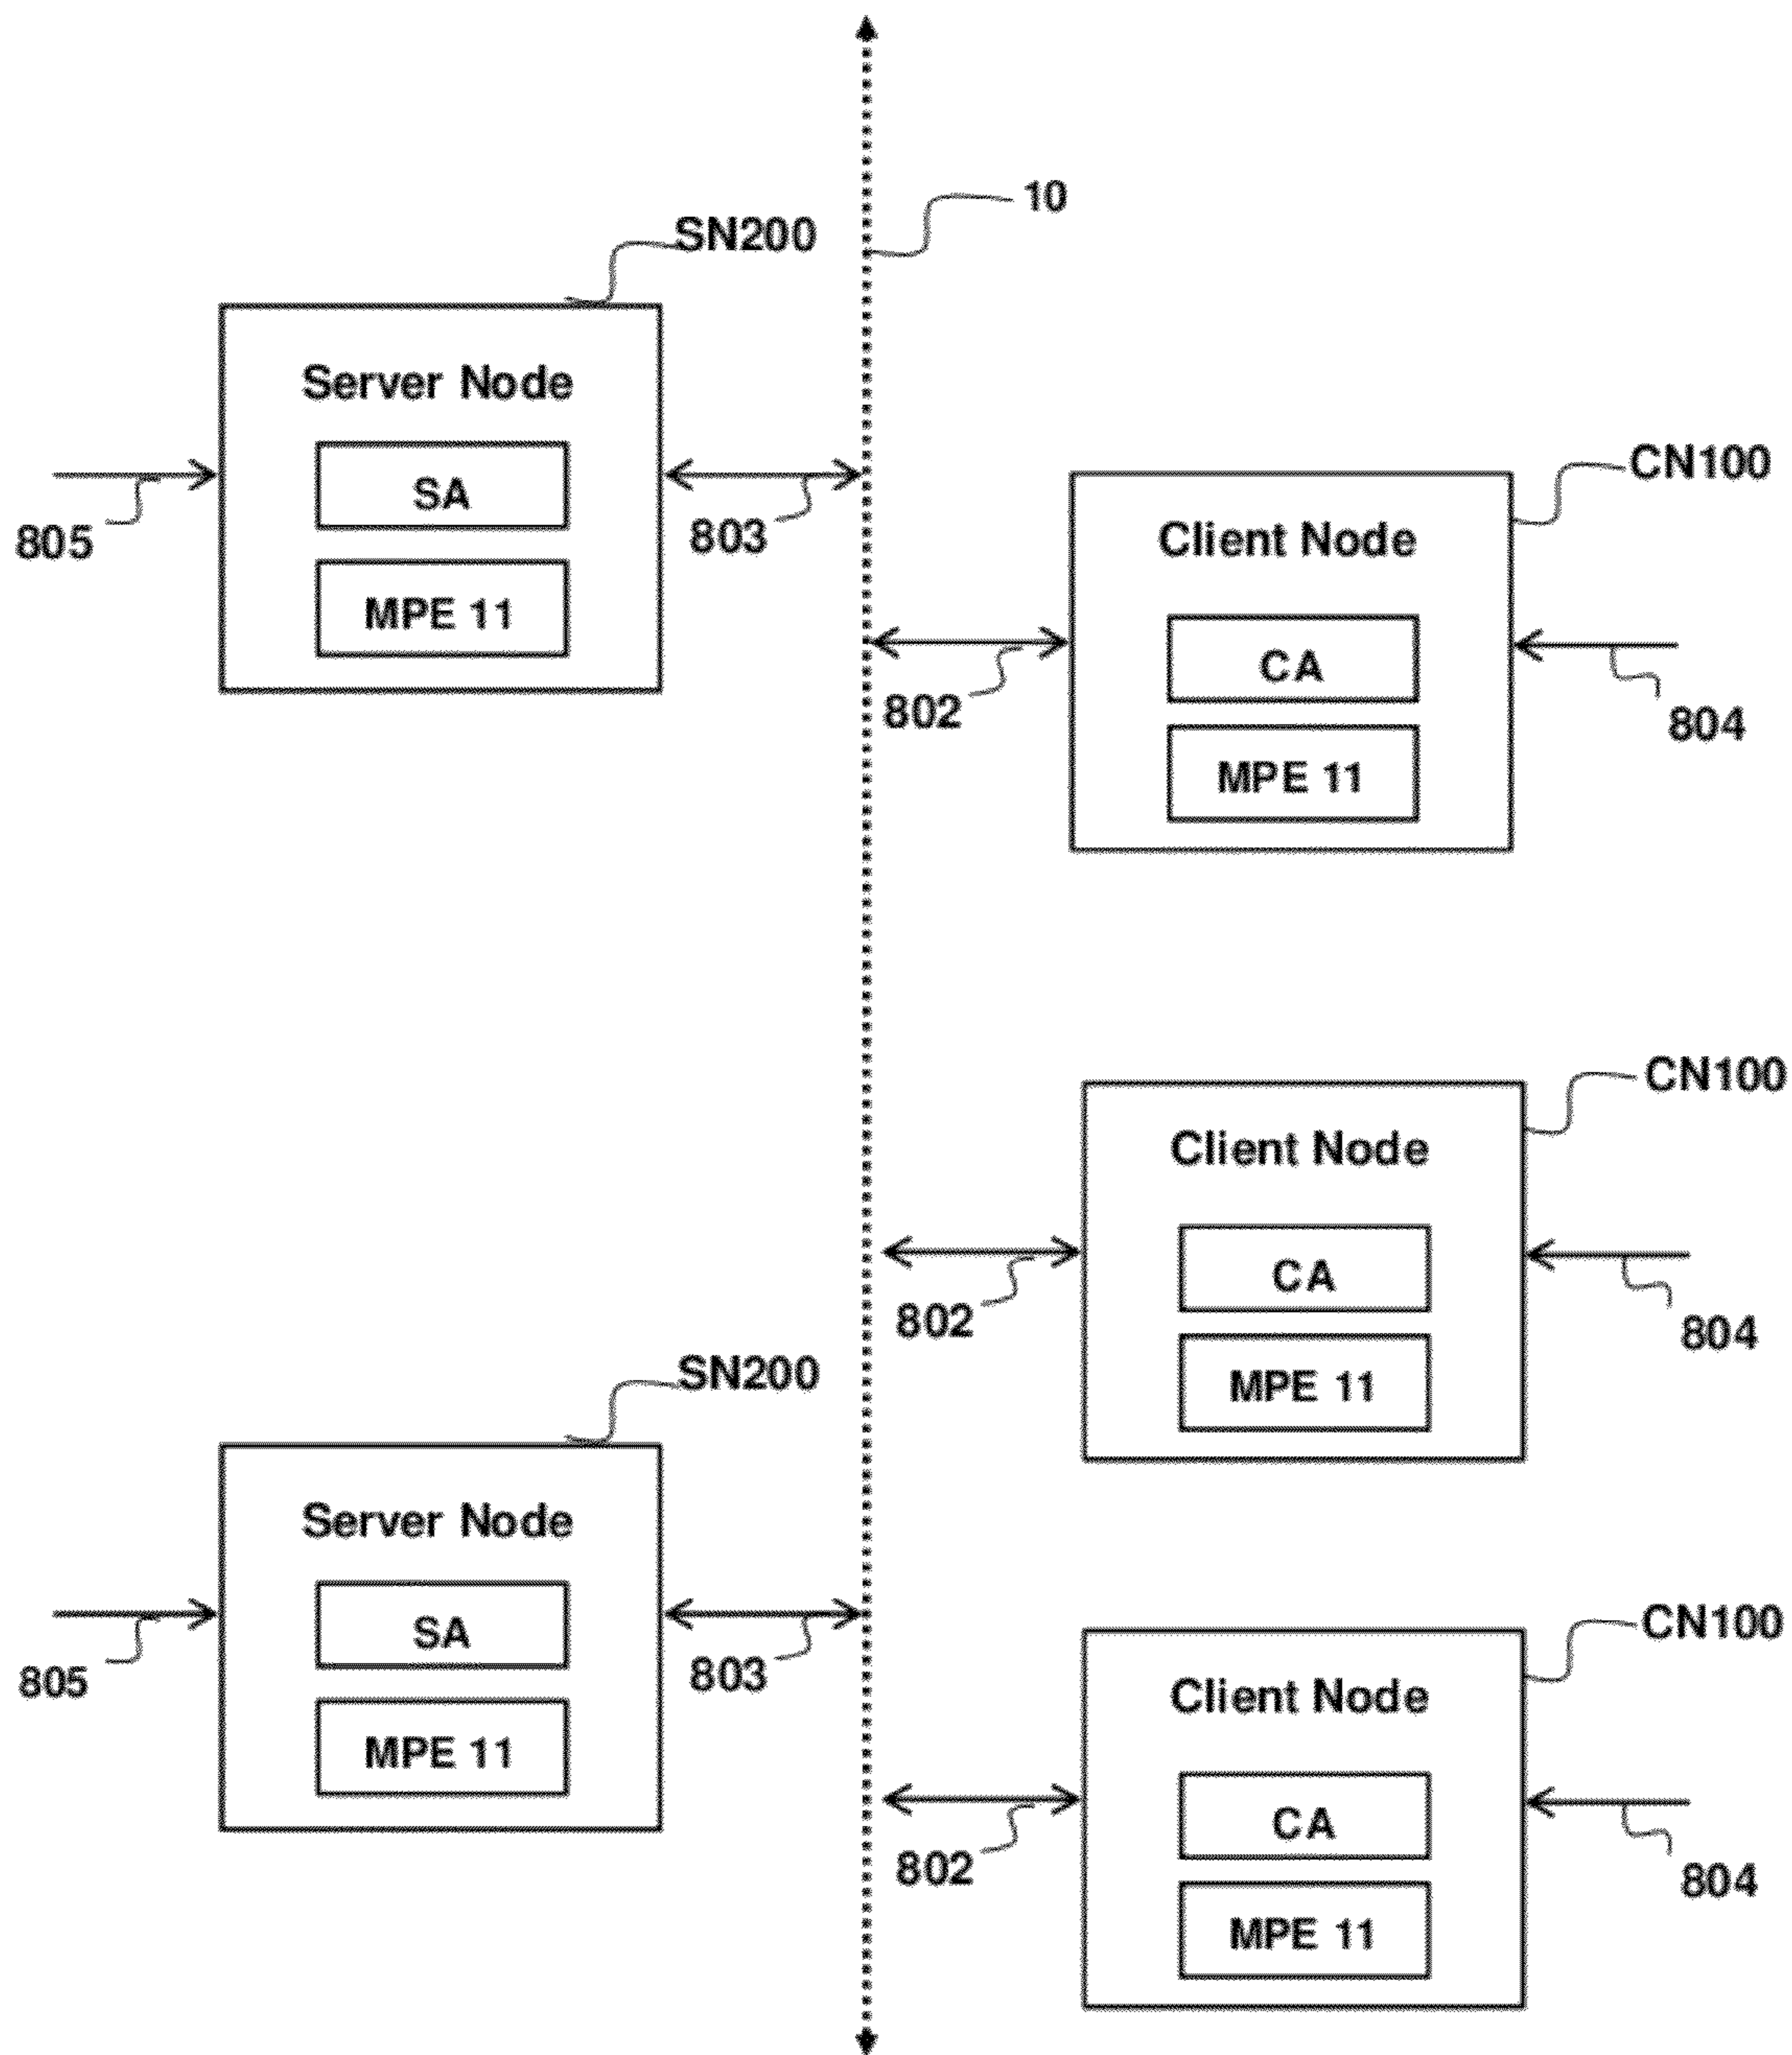 10
SN200
Server Node
SA
MPE 11
805
803
CN100
Client Node
CA
MPE 11
802
804
CN100
Client Node
CA
MPE 11
802
804
SN200
Server Node
SA
MPE 11
805
803
CN100
Client Node
CA
MPE 11
802
804